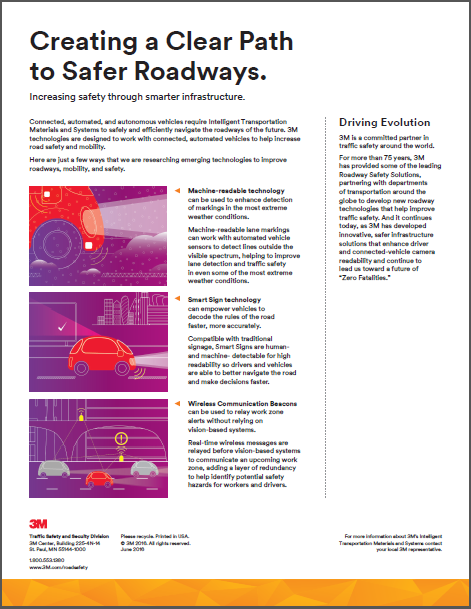 Creating a Clear Path
to Safer Roadways.
Increasing safety through smarter infrastructure.
Connected, automated, and autonomous vehicles require Intelligent Transportation
Materials and Systems to safely and efficiently navigate the roadways of the future. 3M
technologies are designed to work with connected, automated vehicles to help increase
road safety and mobility.
Here are just a few ways that we are researching emerging technologies to improve
roadways, mobility, and safety.
Machine-readable technology
can be used to enhance detection
of markings in the most extreme
weather conditions.
Machine-readable lane markings
can work with automated vehicle
sensors to detect lines outside the
visible spectrum, helping to improve
lane detection and traffic safety
in even some of the most extreme
weather conditions.
Smart Sign technology
can empower vehicles to
decode the rules of the road
faster, more accurately.
Compatible with traditional
signage, Smart Signs are human-
and machine- detectable for high
readability so drivers and vehicles
are able to better navigate the road
and make decisions faster.
Wireless Communication Beacons
can be used to relay work zone
alerts without relying on
vision-based systems.
Real-time wireless messages are
relayed before vision-based systems
to communicate an upcoming work
zone, adding a layer of redundancy
to help identify potential safety
hazards for workers and drivers.
Driving Evolution
3M is a committed partner in
traffic safety around the world.
For more than 75 years, 3M
has provided some of the leading
Roadway Safety Solutions,
partnering with departments
of transportation around the
globe to develop new roadway
technologies that help improve
traffic safety. And it continues
today, as 3M has developed
innovative, safer infrastructure
solutions that enhance driver
and connected-vehicle camera
readability and continue to
lead us toward a future of
“Zero Fatalities.”
3M
Traffic Safety and Security Division
3M Center, Building 225-4N-14
St. Paul, MN 55144-1000
1.800.553.1380
www.3M.com/roadsafety
Please recycle. Printed in USA.
© 3M 2018. All rights reserved.
June 2018
For more information about 3M's Intelligent
Transportation Materials and Systems contact
your local 3M representative.